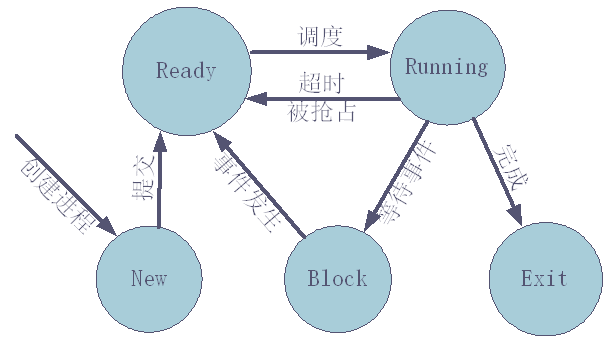 调度
Ready
Running
超时
被抢占
创建进程
提交
事件发生
等待事件
完成
New
Block
Exit